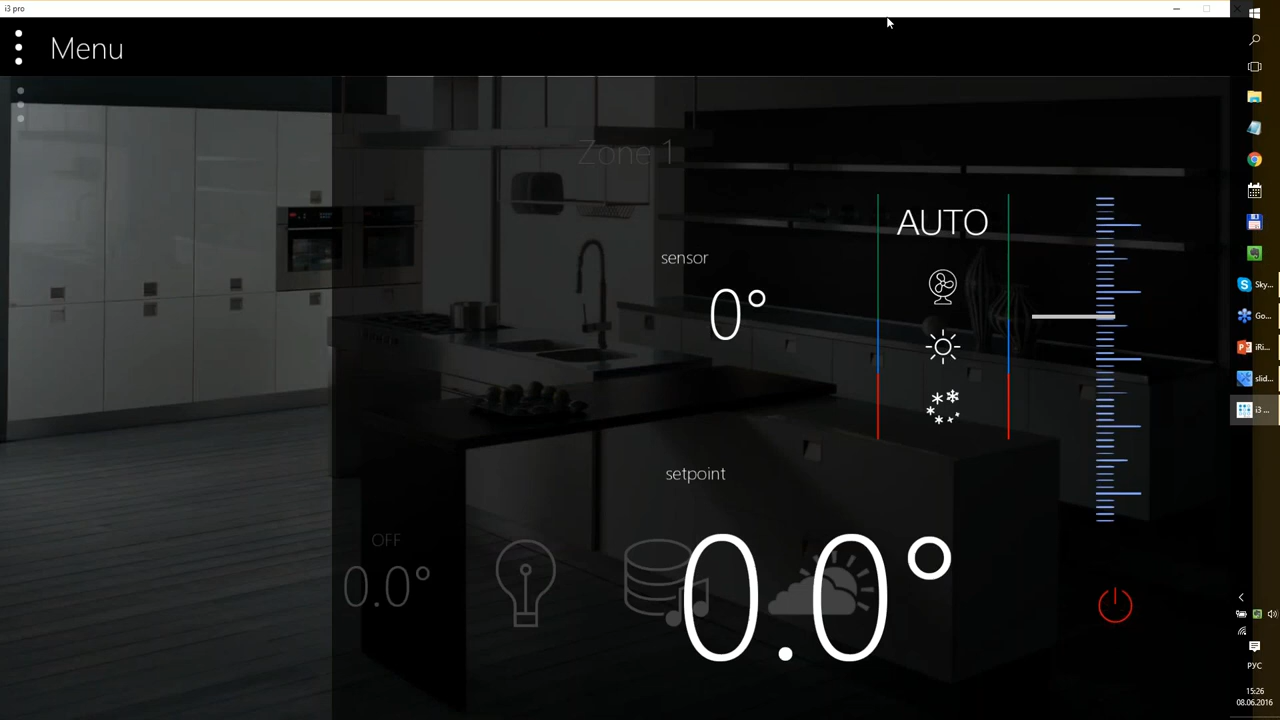 i3 pro
Menu
Zone 1
AUTO
sensor
0°
setpoint
OFF
0.0°
0.0°
Sky...
Go...
iRi...
slid...
i3 ...
РУС
15:26
08.06.2016